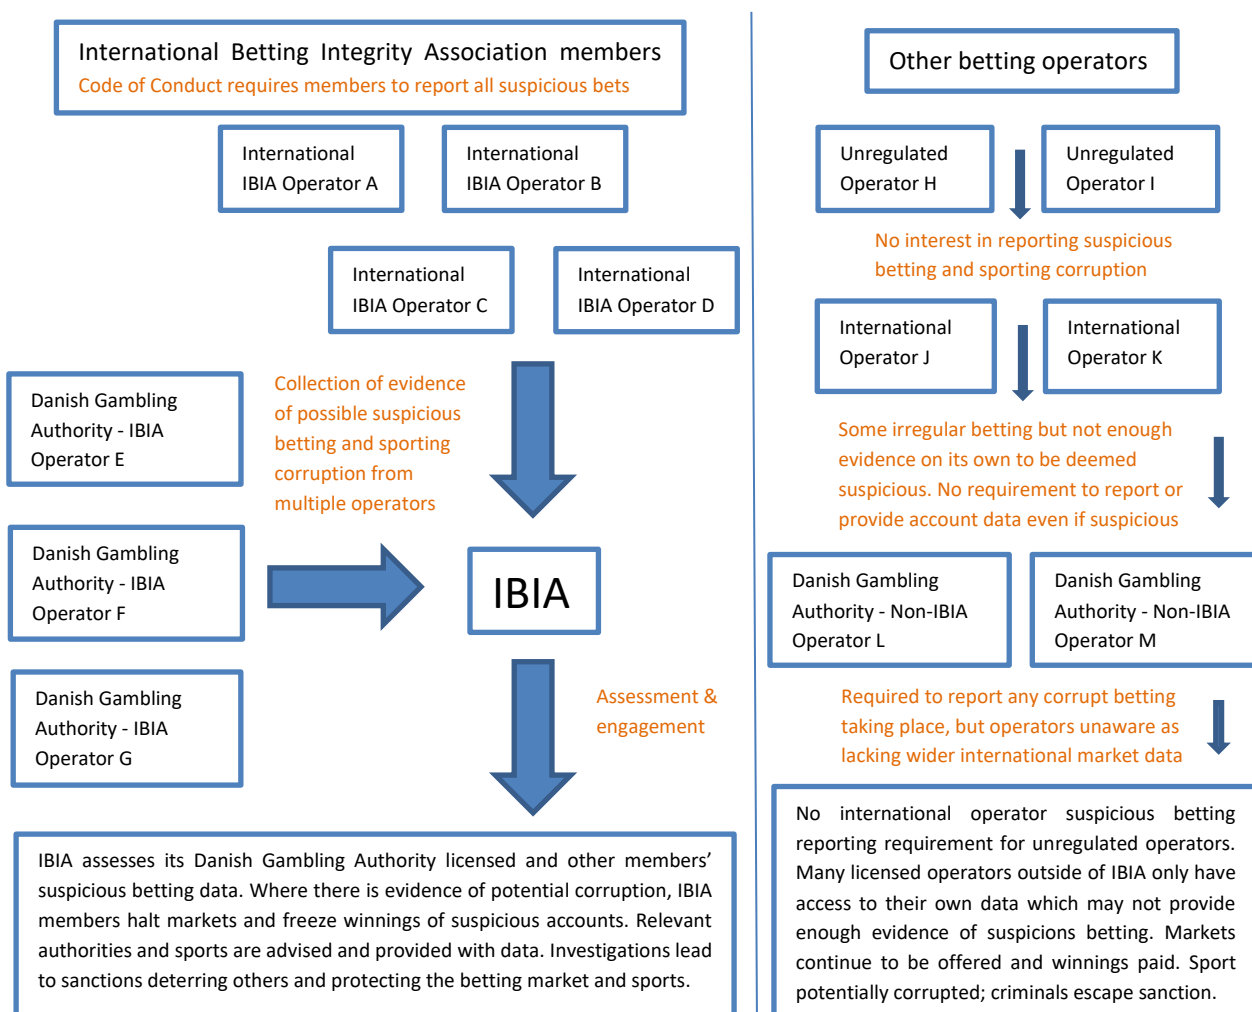 International Betting Integrity Association members
Code of Conduct requires members to report all suspicious bets
International
IBIA Operator A
International
IBIA Operator B
International
IBIA Operator C
International
IBIA Operator D
Danish Gambling
Authority - IBIA
Operator E
Collection of evidence
of possible suspicious
betting and sporting
corruption from
multiple operators
Danish Gambling
Authority - IBIA
Operator F
IBIA
Danish Gambling
Authority - IBIA
Operator G
Assessment &
engagement
IBIA assesses its Danish Gambling Authority licensed and other members’
suspicious betting data. Where there is evidence of potential corruption, IBIA
members halt markets and freeze winnings of suspicious accounts. Relevant
authorities and sports are advised and provided with data. Investigations lead
to sanctions deterring others and protecting the betting market and sports.
Other betting operators
Unregulated
Operator H
Unregulated
Operator I
No interest in reporting suspicious
betting and sporting corruption
International
Operator J
International
Operator K
Some irregular betting but not enough
evidence on its own to be deemed
suspicious. No requirement to report or
provide account data even if suspicious
Danish Gambling
Authority - Non-IBIA
Operator L
Danish Gambling
Authority - Non-IBIA
Operator M
Required to report any corrupt betting
taking place, but operators unaware as
lacking wider international market data
No international operator suspicious betting
reporting requirement for unregulated operators.
Many licensed operators outside of IBIA only have
access to their own data which may not provide
enough evidence of suspicions betting. Markets
continue to be offered and winnings paid. Sport
potentially corrupted; criminals escape sanction.